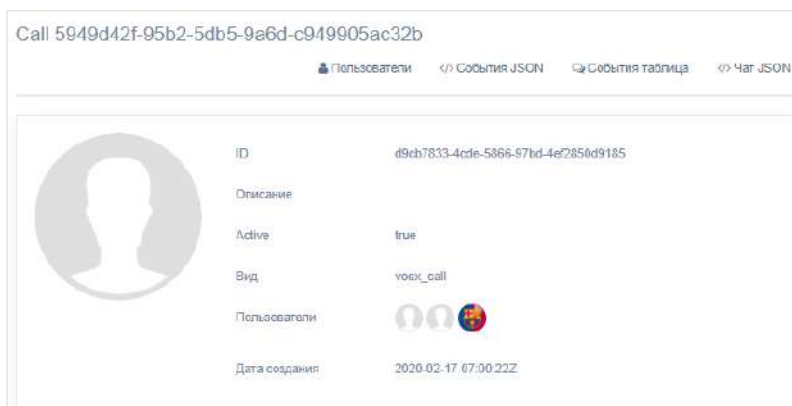 Call 5949d42f-95b2-5db5-9a6d-c949905ac32b
Пользователи </> События JSON События таблица </> Чат JSON
ID d9cb7833-4cde-5866-97bd-4ef2850d9185
Описание
Active true
Вид voex_call
Пользователи
Дата создания 2020-02-17 07:00:22Z